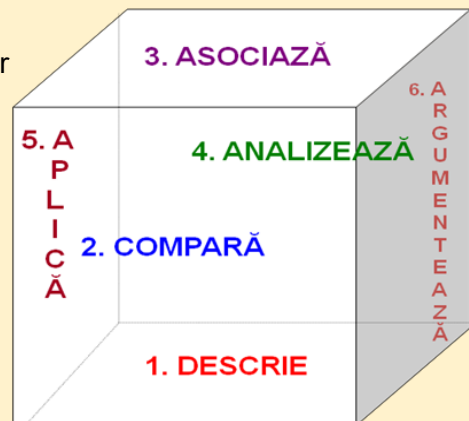 r
3. ASOCIAZĂ
6. ARGUMENTEAZĂ
5. APLICĂ
4. ANALIZEAZĂ
2. COMPARĂ
1. DESCRIE